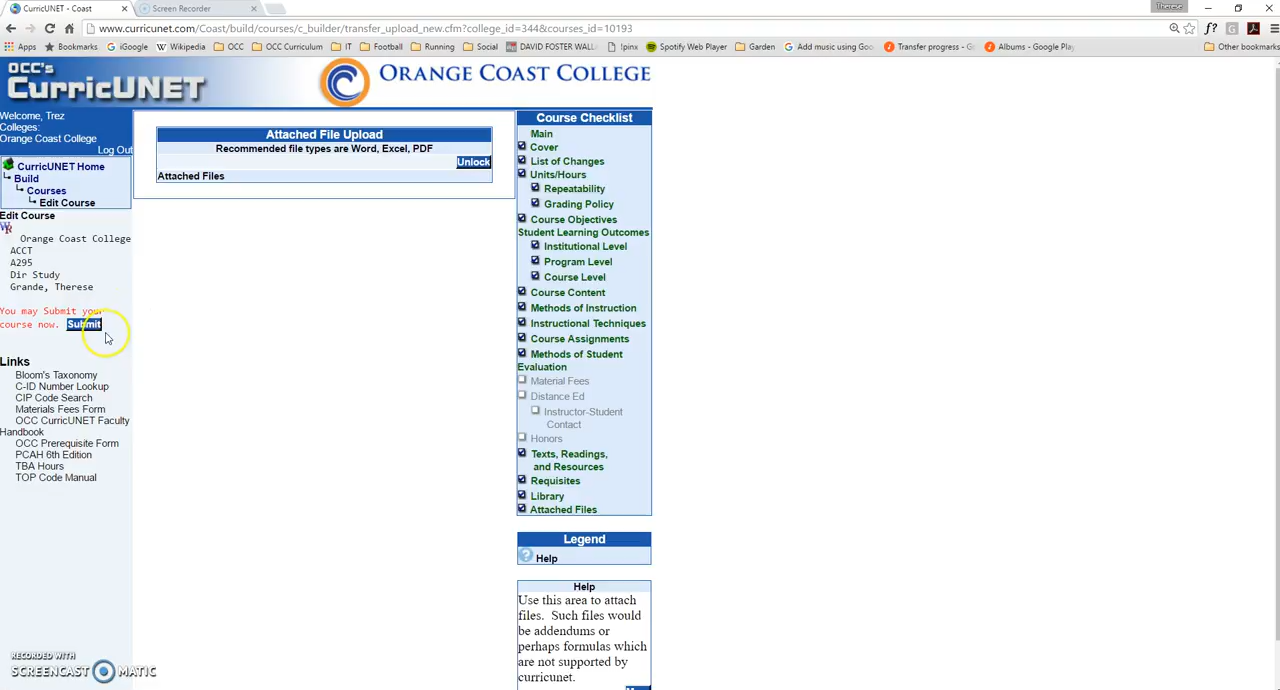 CurricUNET - Coast
Screen Recorder
Therese
www.curricunet.com/Coast/build/courses/c_builder/transfer_upload_new.cfm?college_id=344&courses_id=10193
f?
Apps
Bookmarks
iGoogle
Wikipedia
OCC
OCC Curriculum
IT
Football
Running
Social
DAVID FOSTER WALL
!pinx
Spotify Web Player
Garden
Add music using Goo
Transfer progress - G
Albums - Google Play
Other bookmarks
OCC's
CurricUNET
ORANGE COAST COLLEGE
Welcome, Trez
Colleges:
Orange Coast College
Log Out
CurricUNET Home
Build
Courses
Edit Course
Edit Course
Orange Coast College
ACCT
A295
Dir Study
Grande, Therese
You may Submit your
course now. Submit
Links
Bloom's Taxonomy
C-ID Number Lookup
CIP Code Search
Materials Fees Form
OCC CurricUNET Faculty
Handbook
OCC Prerequisite Form
PCAH 6th Edition
TBA Hours
TOP Code Manual
Attached File Upload
Recommended file types are Word, Excel, PDF
Unlock
Attached Files
Course Checklist
Main
Cover
List of Changes
Units/Hours
Repeatability
Grading Policy
Course Objectives
Student Learning Outcomes
Institutional Level
Program Level
Course Level
Course Content
Methods of Instruction
Instructional Techniques
Course Assignments
Methods of Student
Evaluation
Material Fees
Distance Ed
Instructor-Student
Contact
Honors
Texts, Readings,
and Resources
Requisites
Library
Attached Files
Legend
Help
Help
Use this area to attach
files. Such files would
be addendums or
perhaps formulas which
are not supported by
curricunet.
RECORDED WITH
SCREENCAST MATIC